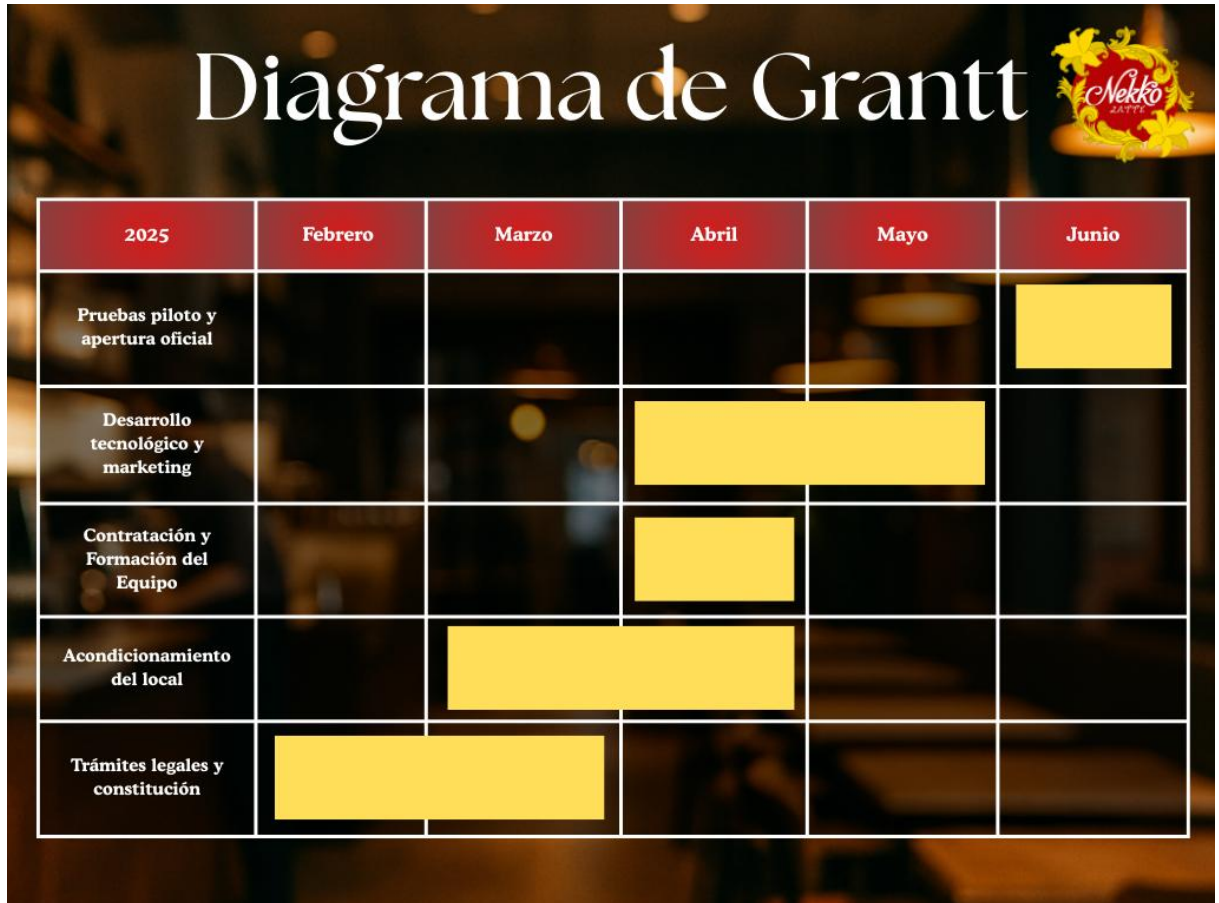 Diagrama de Grantt
Nekko
LATTE
2025
Febrero
Marzo
Abril
Mayo
Junio
Pruebas piloto y
apertura oficial
Desarrollo
tecnológico y
marketing
Contratación y
Formación del
Equipo
Acondicionamiento
del local
Trámites legales y
constitución